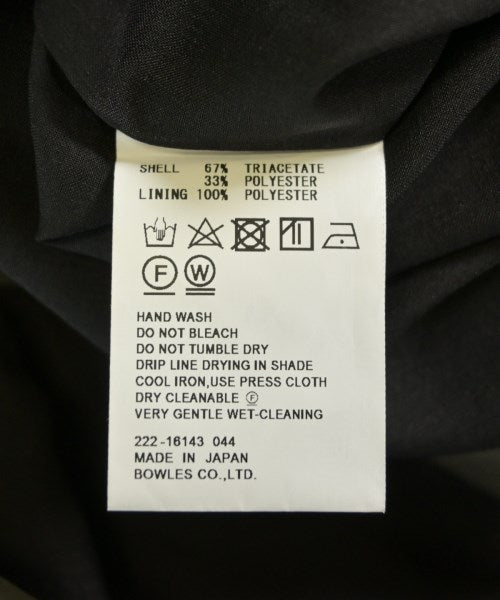 SHELL 67% TRIACETATE
33% POLYESTER
LINING 100% POLYESTER
F W
HAND WASH
DO NOT BLEACH
DO NOT TUMBLE DRY
DRIP LINE DRYING IN SHADE
COOL IRON,USE PRESS CLOTH
DRY CLEANABLE Ⓕ
VERY GENTLE WET-CLEANING
222-16143 044
MADE IN JAPAN
BOWLES CO.,LTD.